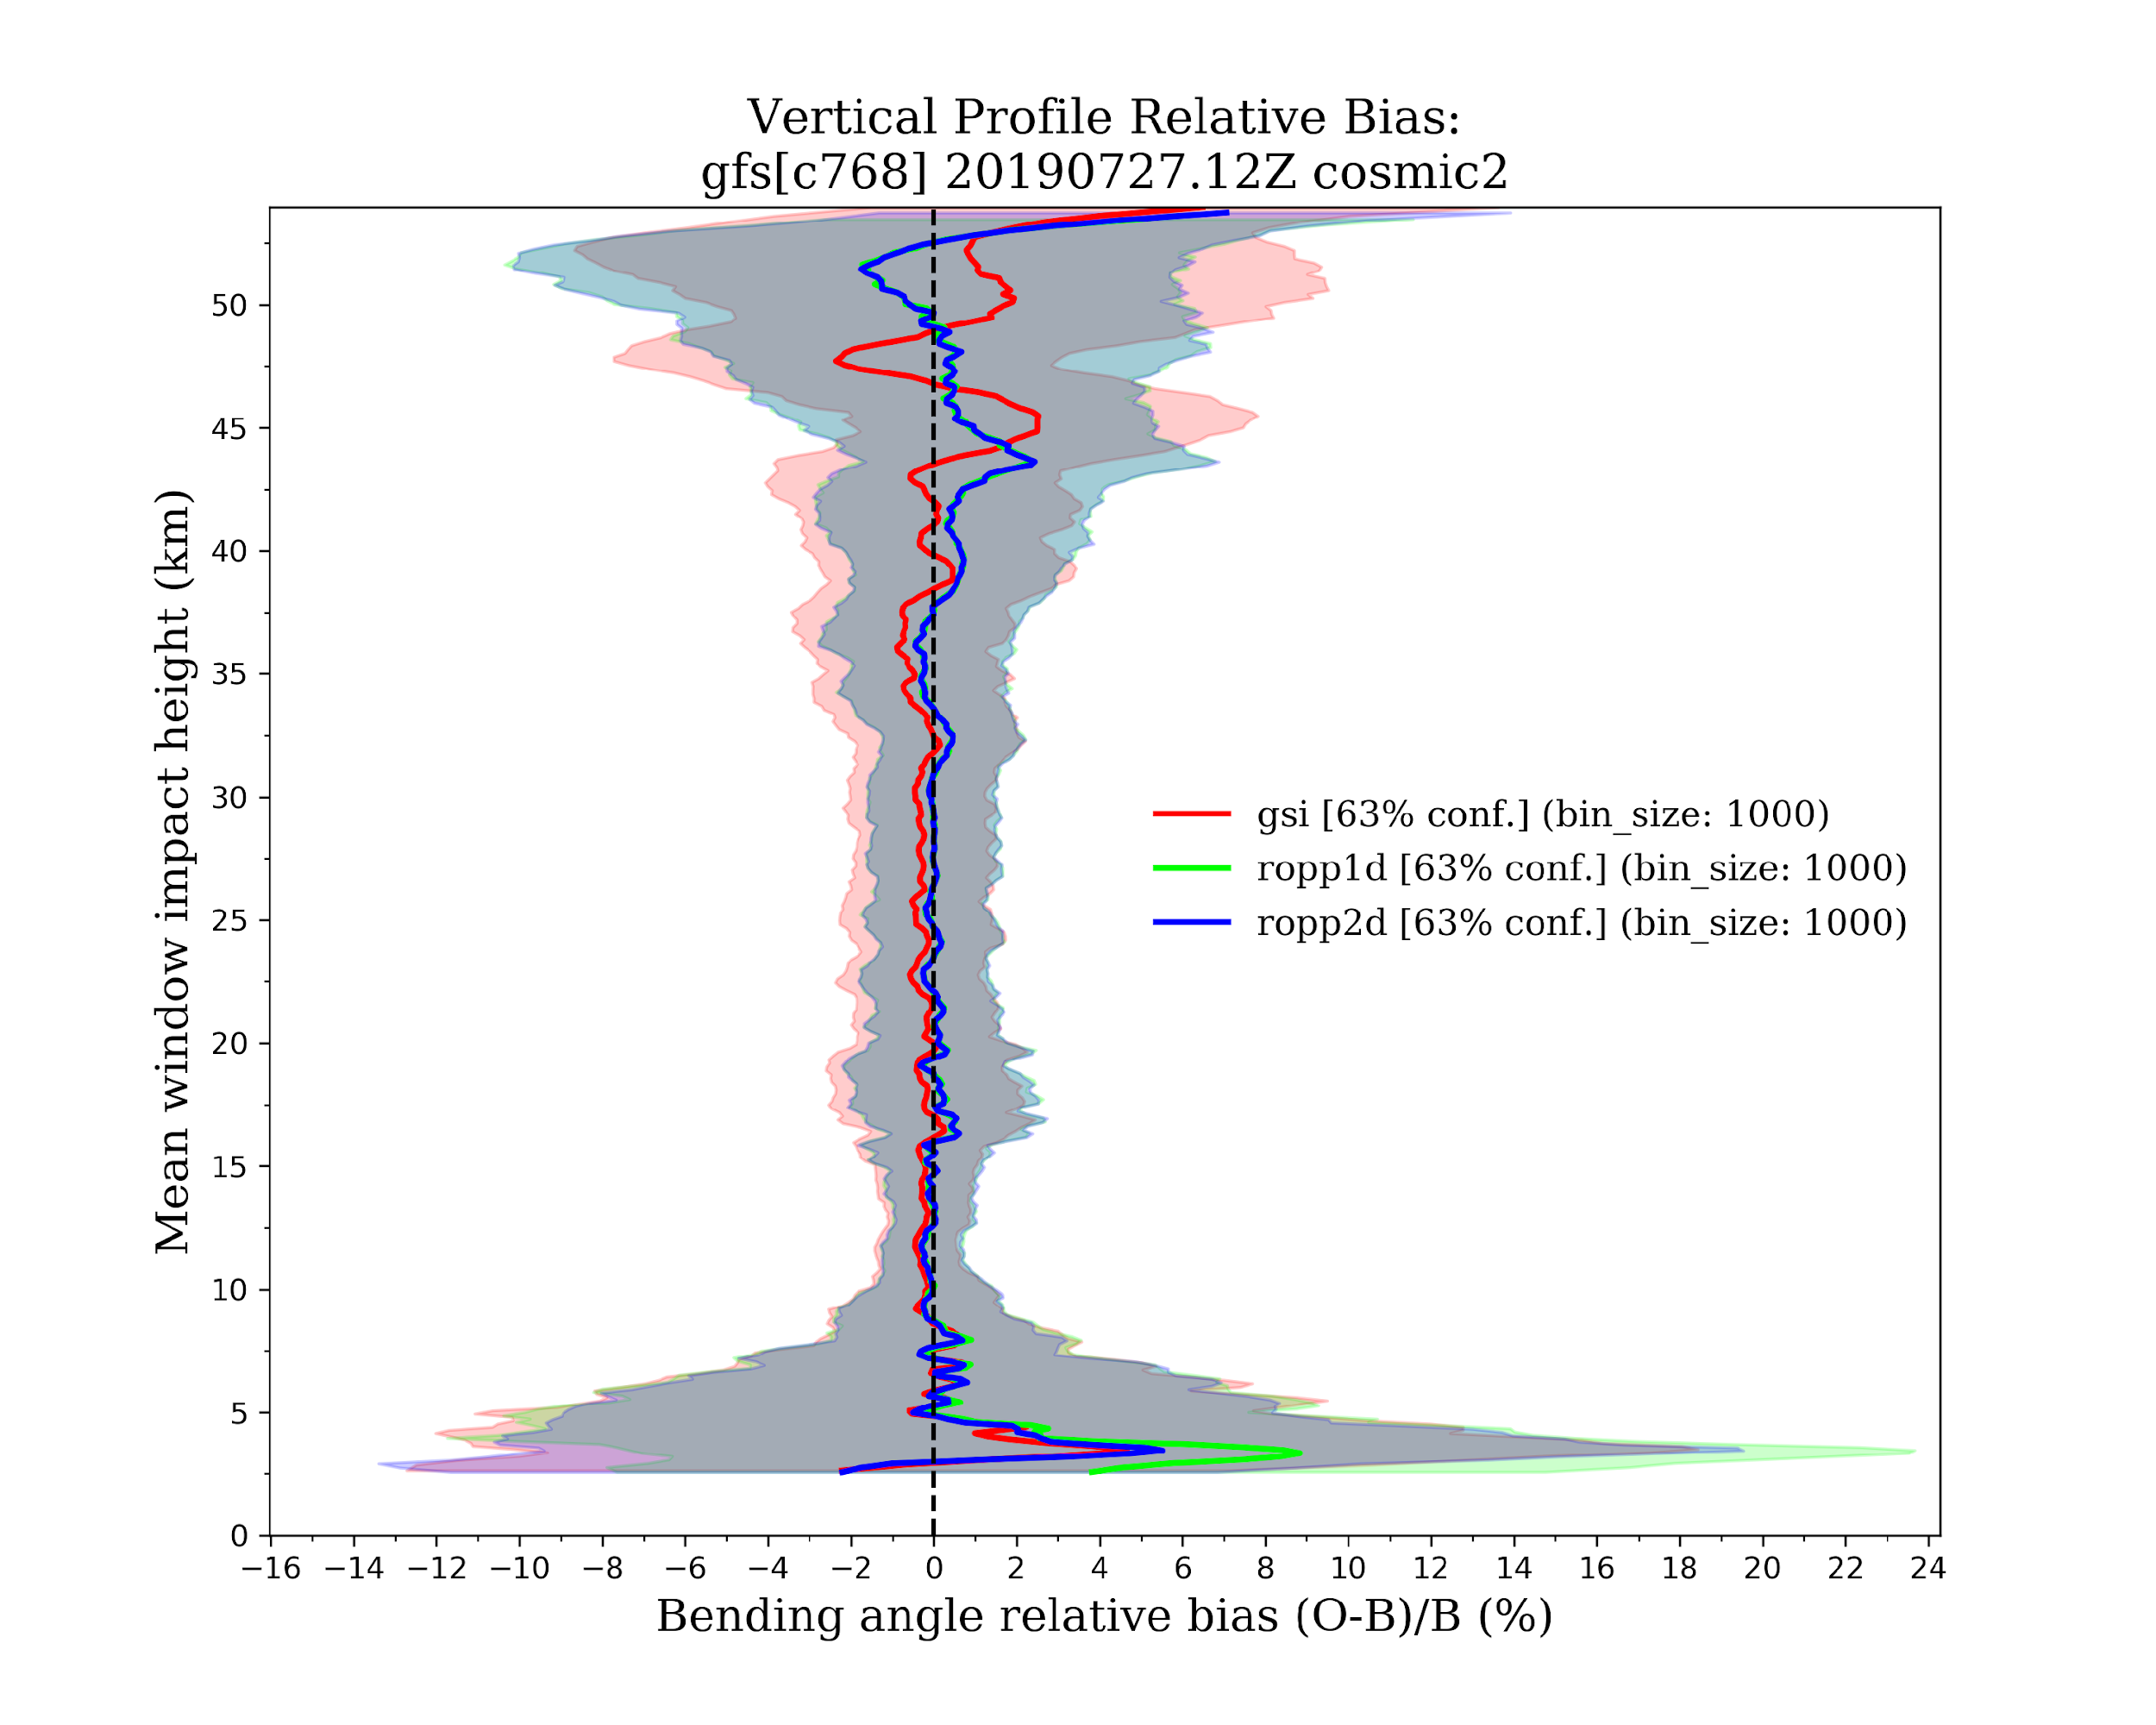 Vertical Profile Relative Bias:
gfs[c768] 20190727.12Z cosmic2
Mean window impact height (km)
50
45
40
35
30
25
20
15
10
5
0
gsi [63% conf.] (bin_size: 1000)
ropp1d [63% conf.] (bin_size: 1000)
ropp2d [63% conf.] (bin_size: 1000)
−16 −14 −12 −10 −8 −6 −4 −2 0 2 4 6 8 10 12 14 16 18 20 22 24
Bending angle relative bias (O-B)/B (%)